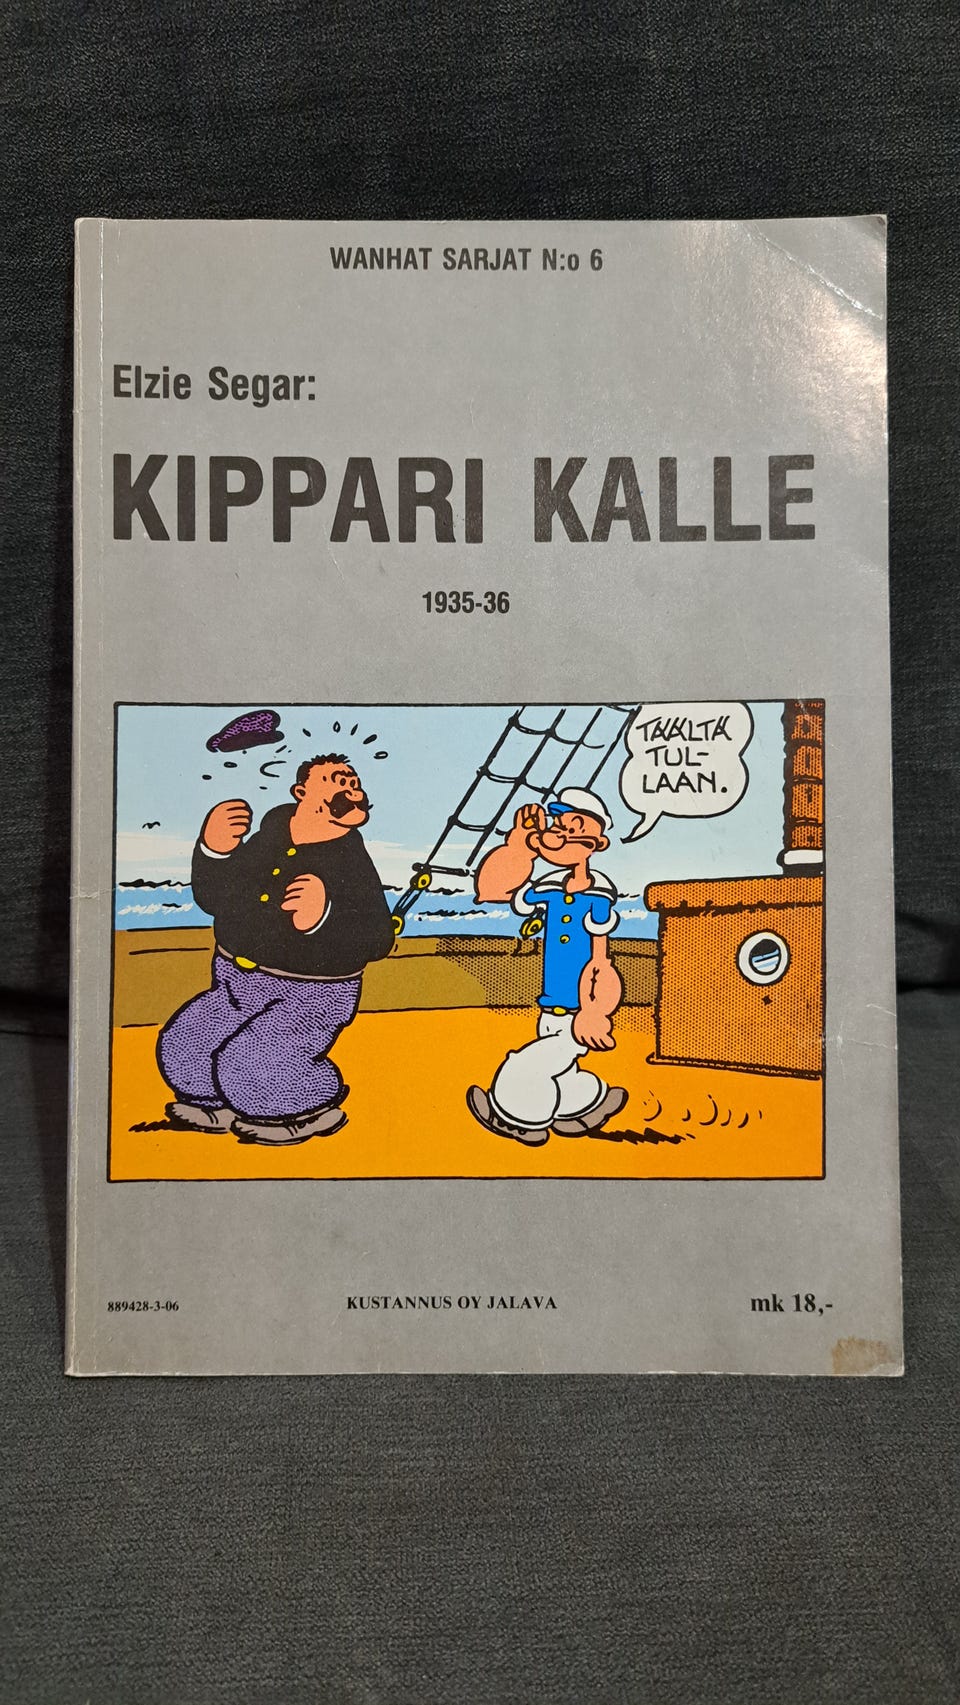 WANHAT SARJAT N:o 6
Elzie Segar:
KIPPARI KALLE
1935-36
TÄÄLTÄ
TUL-
LAAN.
889428-3-06
KUSTANNUS OY JALAVA
mk 18,-